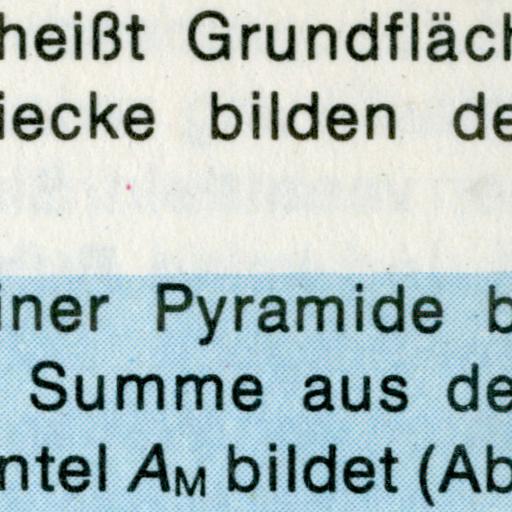 heißt Grundfläch
iecke bilden de
iner Pyramide b
Summe aus de
ntel A_M bildet (Ab